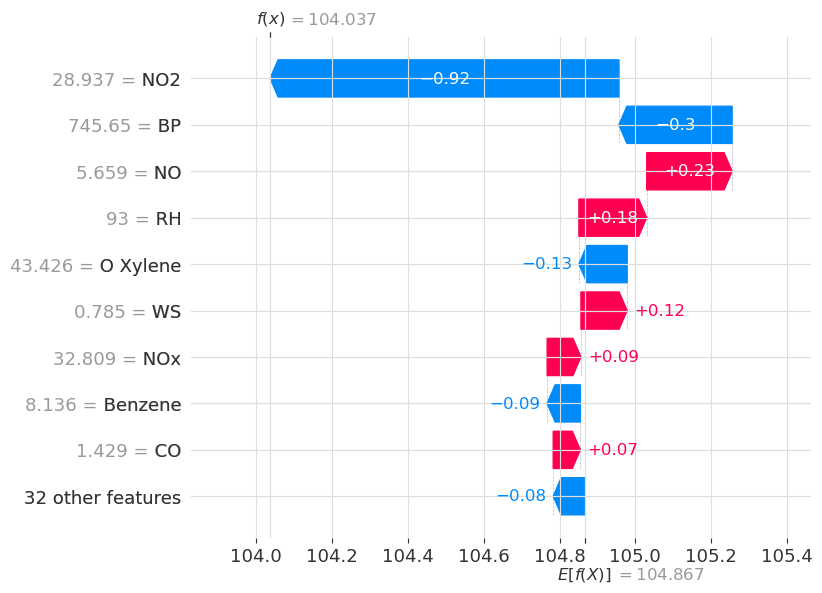 f(x) = 104.037
28.937 = NO2 −0.92
745.65 = BP −0.3
5.659 = NO +0.23
93 = RH +0.18
43.426 = O Xylene −0.13
0.785 = WS +0.12
32.809 = NOx +0.09
8.136 = Benzene −0.09
1.429 = CO +0.07
32 other features −0.08
104.0 104.2 104.4 104.6 104.8 105.0 105.2 105.4
E[f(X)] = 104.867